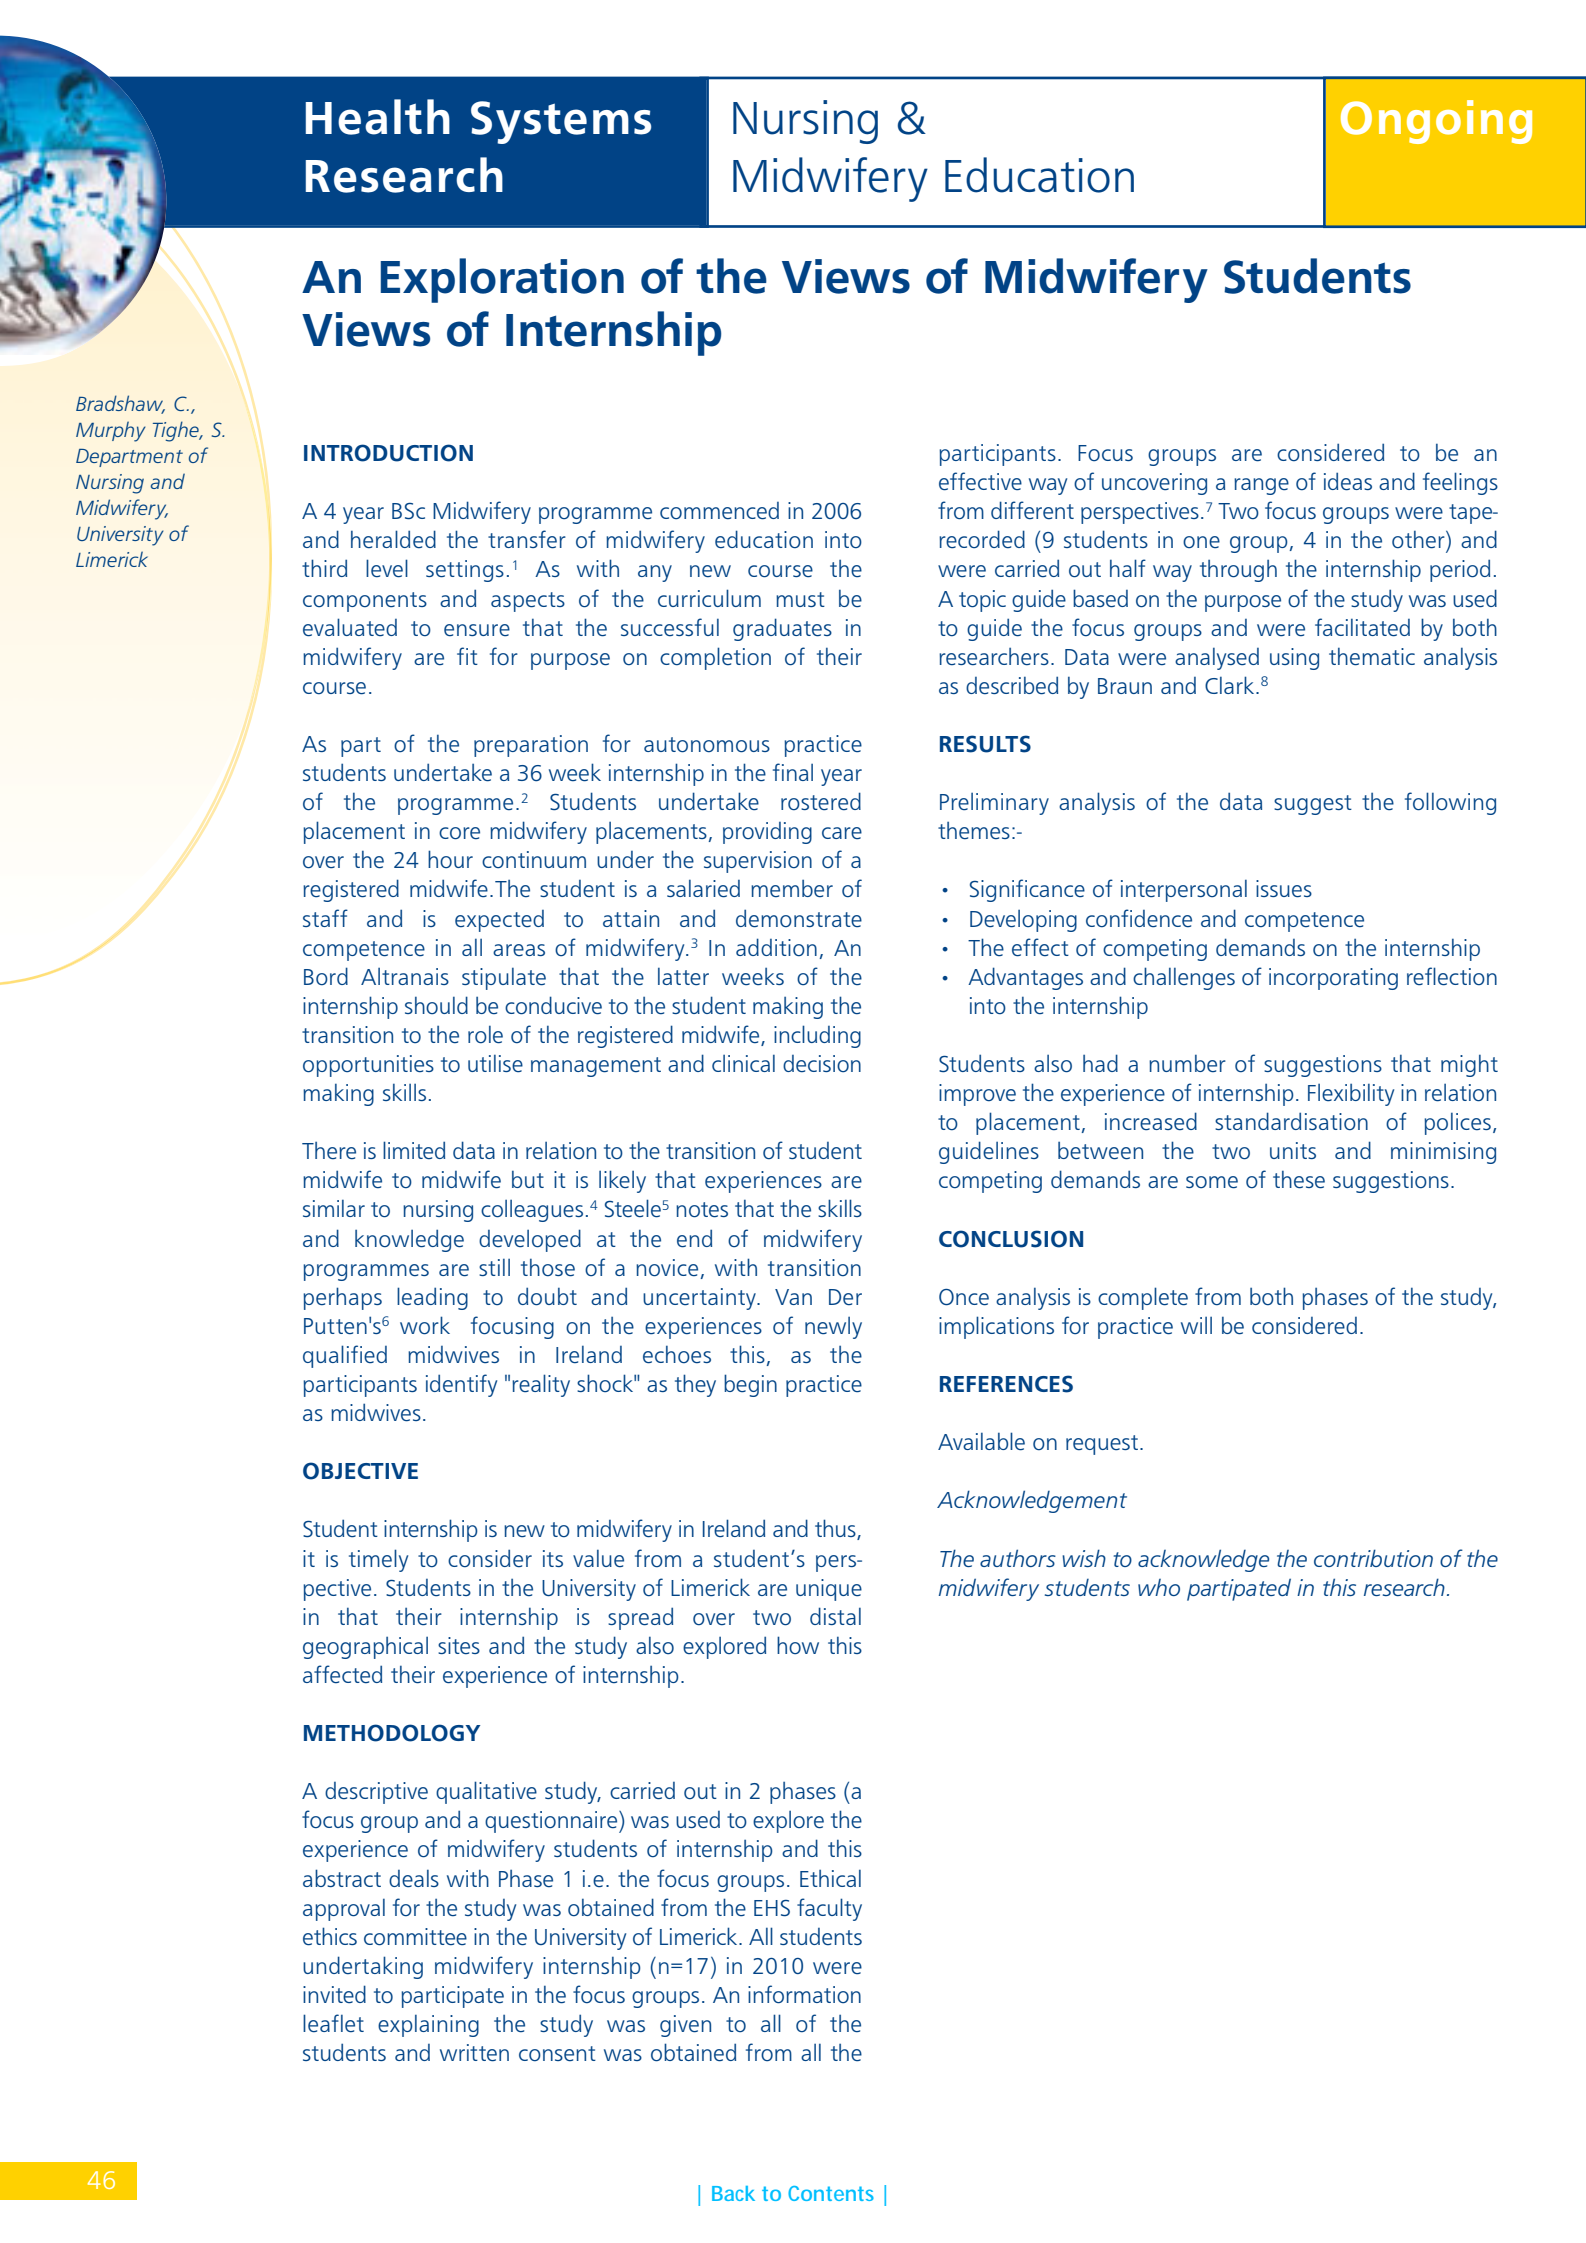 Health Systems
Research
Nursing &
Midwifery Education
Ongoing
An Exploration of the Views of Midwifery Students
Views of Internship
Bradshaw, C.,
Murphy Tighe, S.
Department of
Nursing and
Midwifery,
University of
Limerick
INTRODUCTION
A 4 year BSc Midwifery programme commenced in 2006
and heralded the transfer of midwifery education into
third level settings.¹ As with any new course the
components and aspects of the curriculum must be
evaluated to ensure that the successful graduates in
midwifery are fit for purpose on completion of their
course.
As part of the preparation for autonomous practice
students undertake a 36 week internship in the final year
of the programme.² Students undertake rostered
placement in core midwifery placements, providing care
over the 24 hour continuum under the supervision of a
registered midwife.The student is a salaried member of
staff and is expected to attain and demonstrate
competence in all areas of midwifery.³ In addition, An
Bord Altranais stipulate that the latter weeks of the
internship should be conducive to the student making the
transition to the role of the registered midwife, including
opportunities to utilise management and clinical decision
making skills.
There is limited data in relation to the transition of student
midwife to midwife but it is likely that experiences are
similar to nursing colleagues.⁴ Steele⁵ notes that the skills
and knowledge developed at the end of midwifery
programmes are still those of a novice, with transition
perhaps leading to doubt and uncertainty. Van Der
Putten's⁶ work focusing on the experiences of newly
qualified midwives in Ireland echoes this, as the
participants identify "reality shock" as they begin practice
as midwives.
OBJECTIVE
Student internship is new to midwifery in Ireland and thus,
it is timely to consider its value from a student’s pers-
pective. Students in the University of Limerick are unique
in that their internship is spread over two distal
geographical sites and the study also explored how this
affected their experience of internship.
METHODOLOGY
A descriptive qualitative study, carried out in 2 phases (a
focus group and a questionnaire) was used to explore the
experience of midwifery students of internship and this
abstract deals with Phase 1 i.e. the focus groups. Ethical
approval for the study was obtained from the EHS faculty
ethics committee in the University of Limerick. All students
undertaking midwifery internship (n=17) in 2010 were
invited to participate in the focus groups. An information
leaflet explaining the study was given to all of the
students and written consent was obtained from all the
participants. Focus groups are considered to be an
effective way of uncovering a range of ideas and feelings
from different perspectives.⁷ Two focus groups were tape-
recorded (9 students in one group, 4 in the other) and
were carried out half way through the internship period.
A topic guide based on the purpose of the study was used
to guide the focus groups and were facilitated by both
researchers. Data were analysed using thematic analysis
as described by Braun and Clark.⁸
RESULTS
Preliminary analysis of the data suggest the following
themes:-
• Significance of interpersonal issues
• Developing confidence and competence
• The effect of competing demands on the internship
• Advantages and challenges of incorporating reflection
into the internship
Students also had a number of suggestions that might
improve the experience of internship. Flexibility in relation
to placement, increased standardisation of polices,
guidelines between the two units and minimising
competing demands are some of these suggestions.
CONCLUSION
Once analysis is complete from both phases of the study,
implications for practice will be considered.
REFERENCES
Available on request.
Acknowledgement
The authors wish to acknowledge the contribution of the
midwifery students who partipated in this research.
46
| Back to Contents |